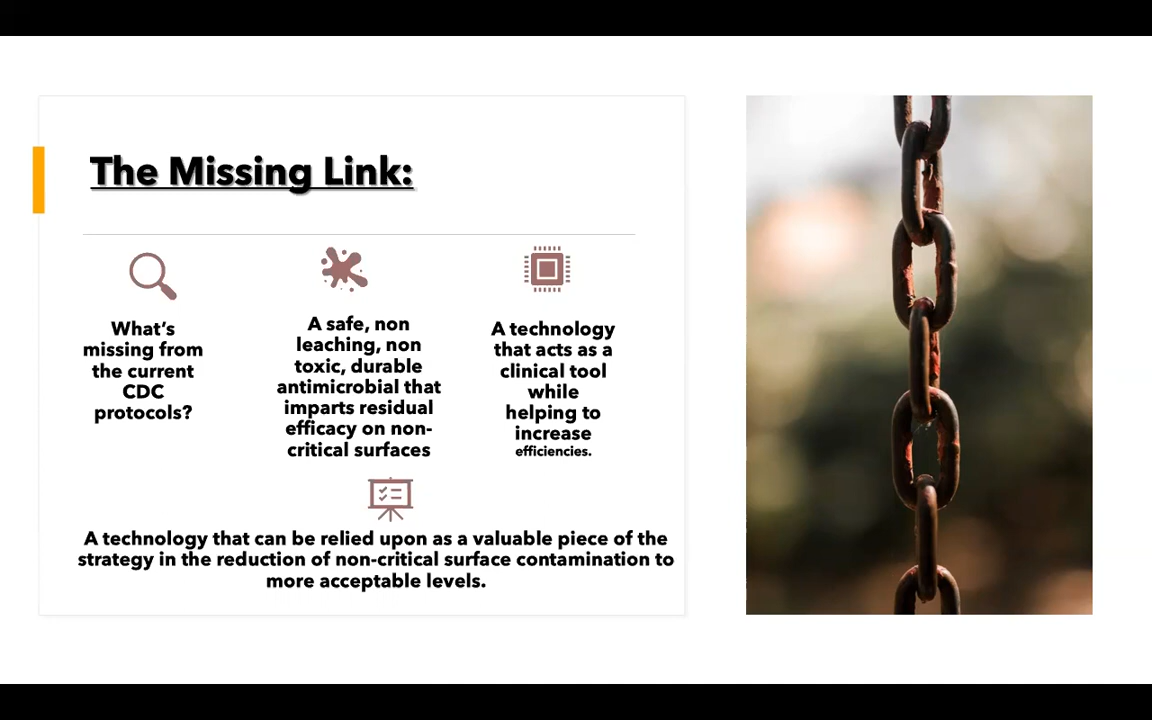 The Missing Link:
What's
missing from
the current
CDC
protocols?
A safe, non
leaching, non
toxic, durable
antimicrobial that
imparts residual
efficacy on non-
critical surfaces
A technology
that acts as a
clinical tool
while
helping to
increase
efficiencies.
A technology that can be relied upon as a valuable piece of the
strategy in the reduction of non-critical surface contamination to
more acceptable levels.